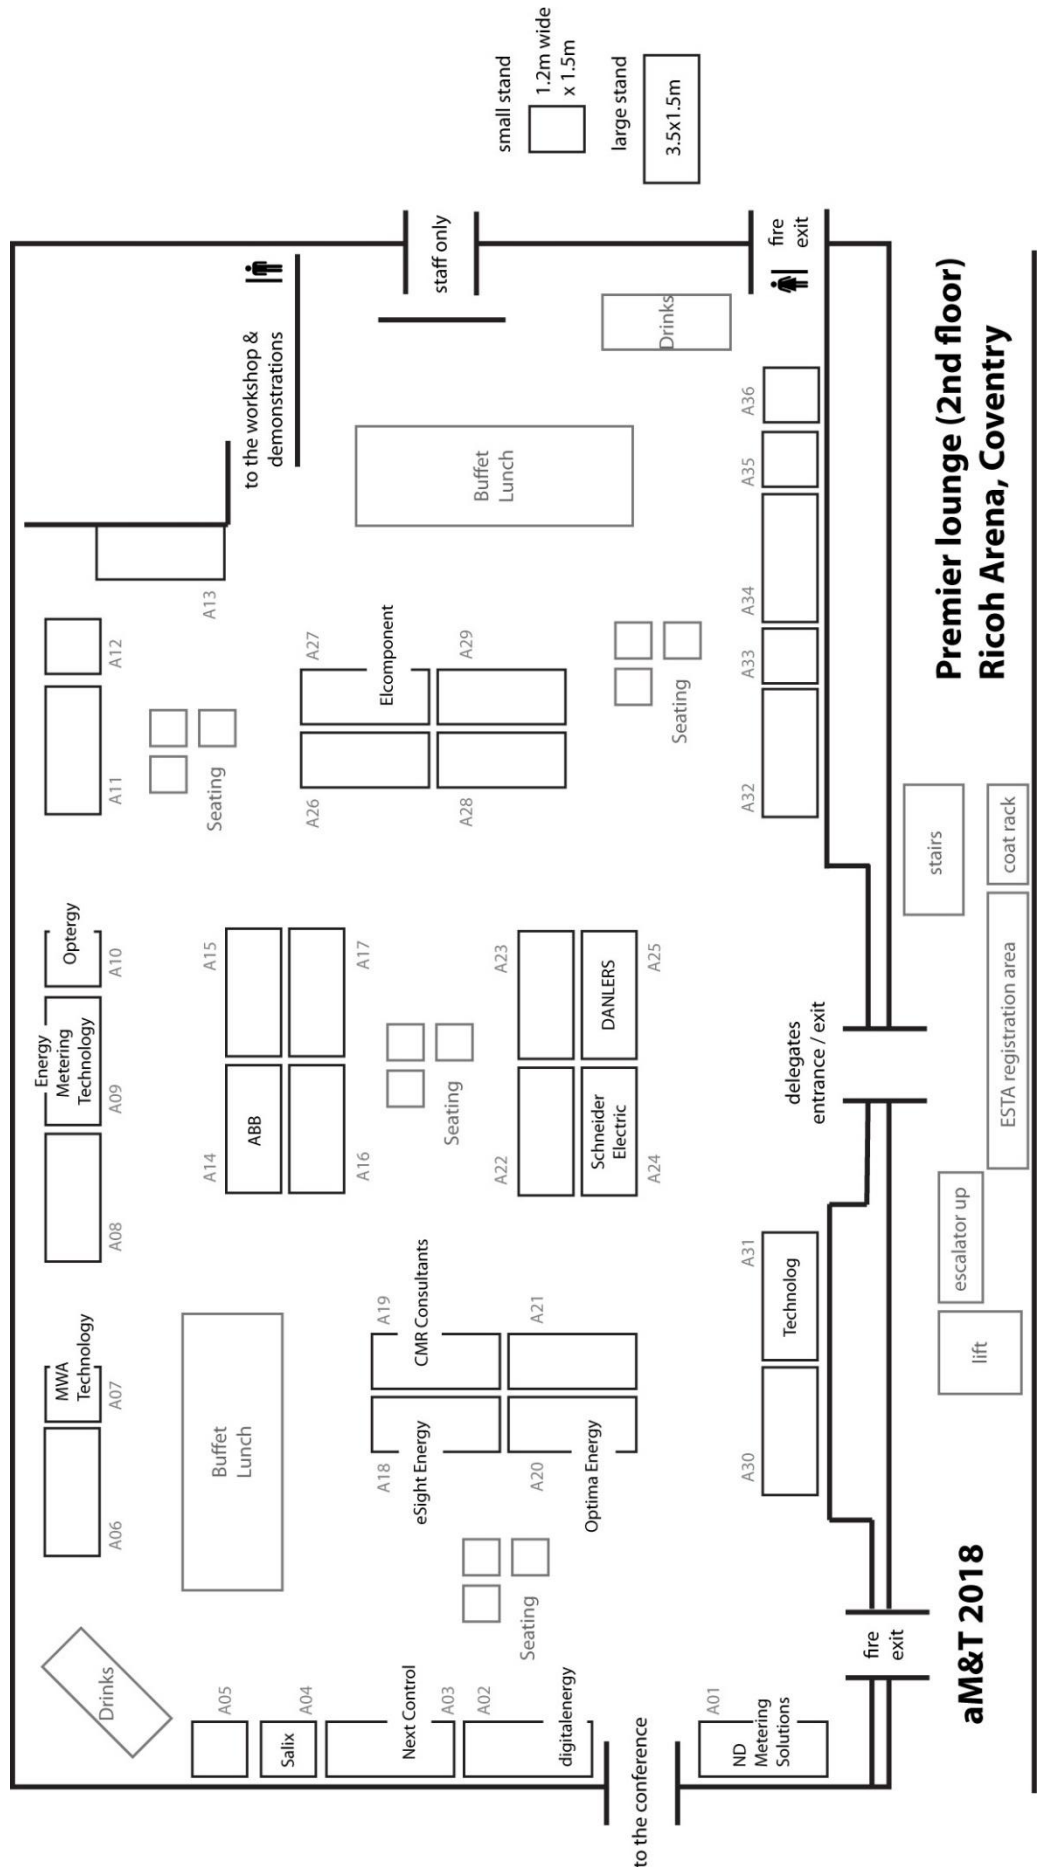 small stand
1.2m wide
x 1.5m
large stand
3.5x1.5m
to the workshop &
demonstrations
staff only
fire
exit
Drinks
Buffet
Lunch
A13
A12
A11
Seating
A27
Elcomponent
A29
A26
A28
Seating
A36
A35
A34
A33
A32
Optergy
A10
Energy
Metering
Technology
A09
A08
A15
A17
ABB
A14
A16
Seating
A23
A25
DANLERS
A22
Schneider
Electric
A24
delegates
entrance / exit
stairs
coat rack
ESTA registration area
escalator up
lift
MWA
Technology
A07
A06
Buffet
Lunch
A19
CMR Consultants
A21
A18
eSight Energy
A20
Optima Energy
A31
Technolog
A30
Seating
Drinks
A05
A04
Salix
Next Control
A03
A02
digitalenergy
to the conference
A01
ND
Metering
Solutions
fire
exit
aM&T 2018
Premier lounge (2nd floor)
Ricoh Arena, Coventry